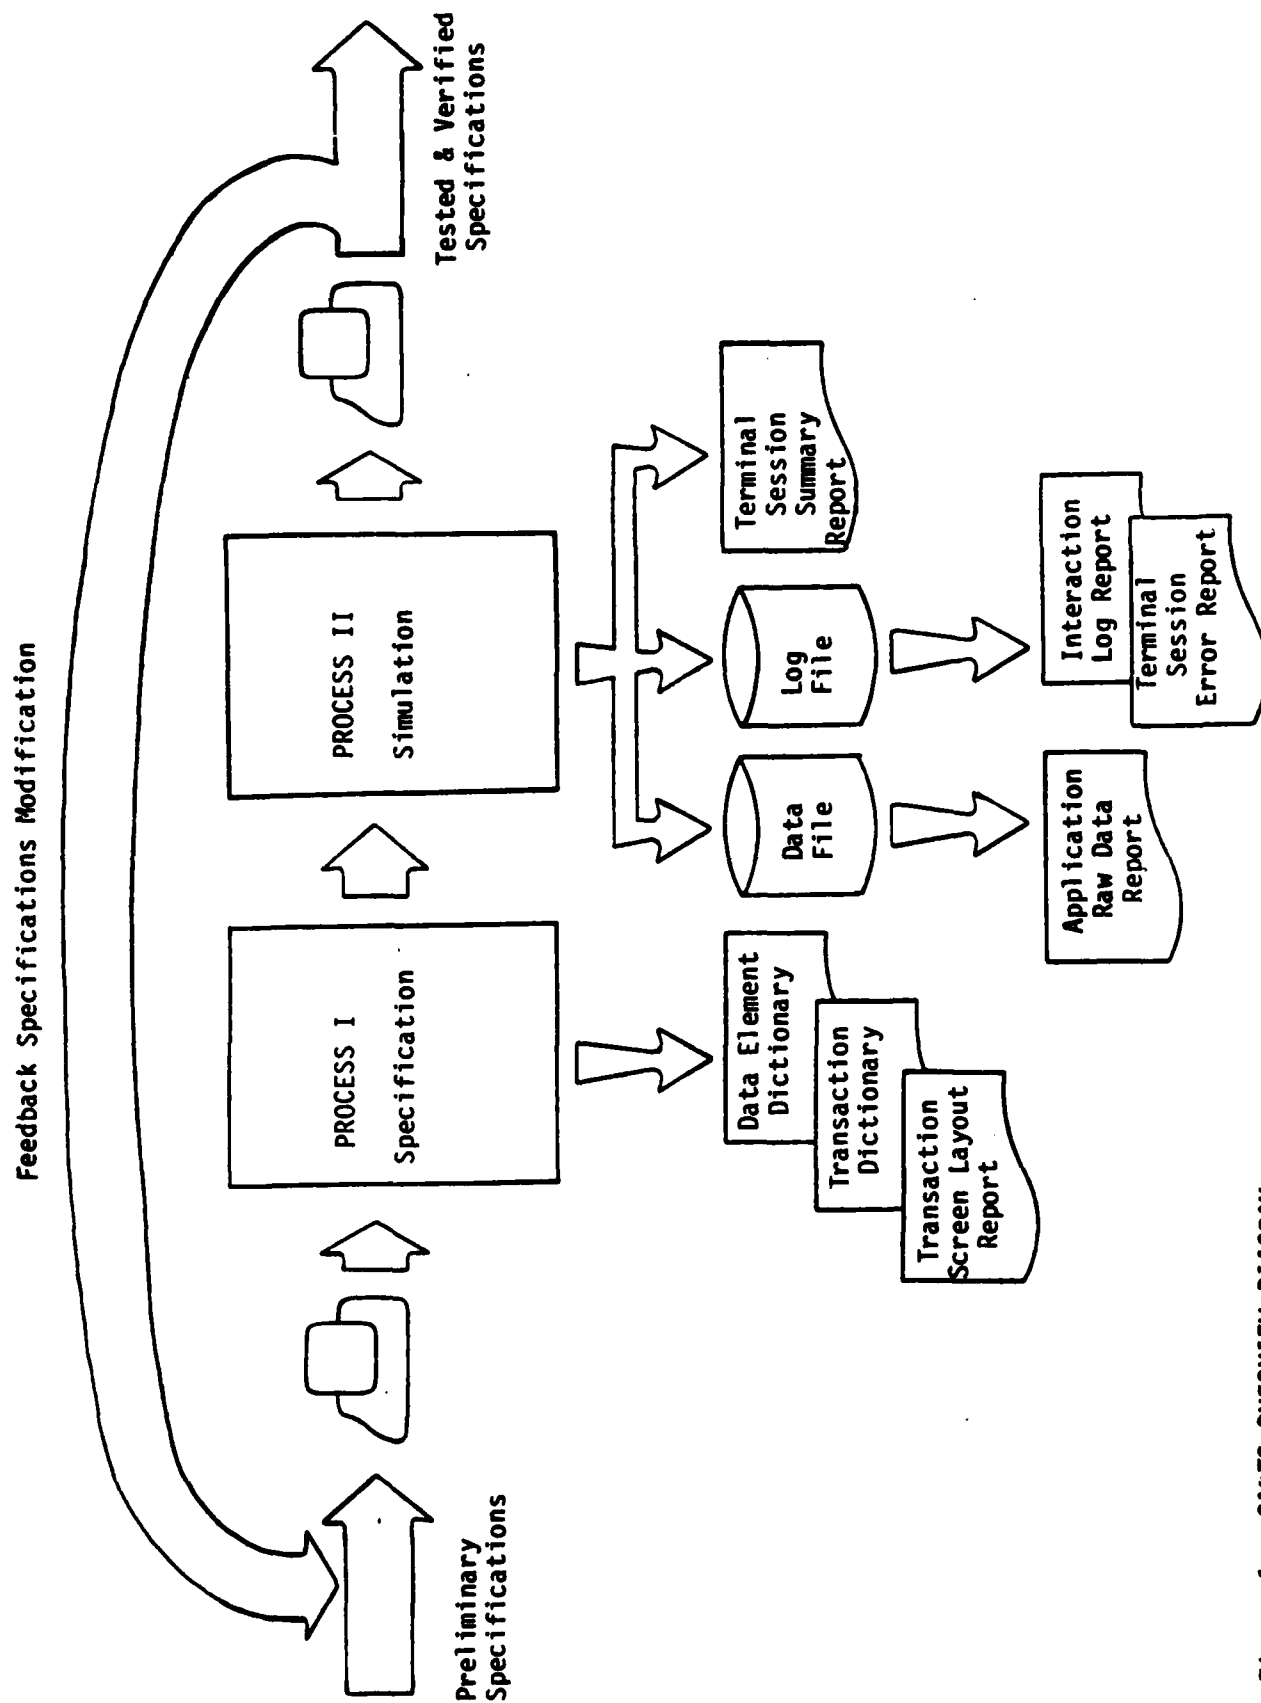 Feedback Specifications Modification
PROCESS I
Specification
PROCESS II
Simulation
Preliminary
Specifications
Tested & Verified
Specifications
Data Element
Dictionary
Transaction
Dictionary
Transaction
Screen Layout
Report
Data
File
Log
File
Terminal
Session
Summary
Report
Application
Raw Data
Report
Interaction
Log Report
Terminal
Session
Error Report